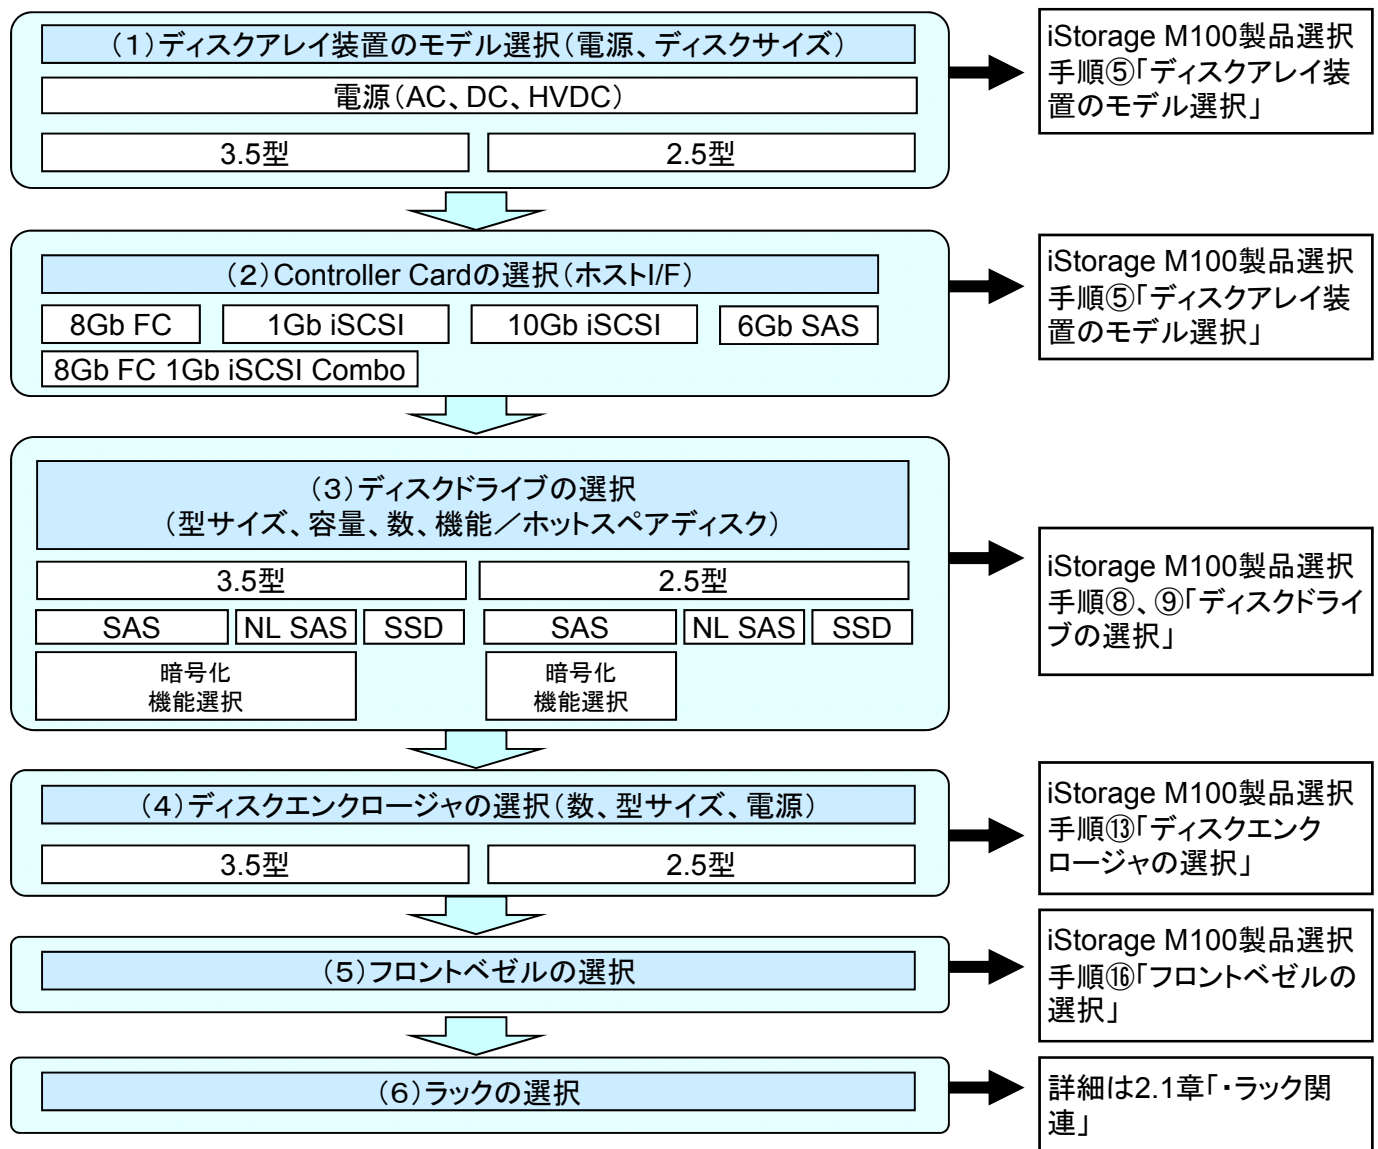 (1)ディスクアレイ装置のモデル選択(電源、ディスクサイズ)
電源(AC、DC、HVDC)
3.5型
2.5型
iStorage M100製品選択
手順⑤「ディスクアレイ装
置のモデル選択」
(2)Controller Cardの選択(ホストI/F)
8Gb FC
1Gb iSCSI
10Gb iSCSI
6Gb SAS
8Gb FC 1Gb iSCSI Combo
iStorage M100製品選択
手順⑤「ディスクアレイ装
置のモデル選択」
(3)ディスクドライブの選択
(型サイズ、容量、数、機能/ホットスペアディスク)
3.5型
2.5型
SAS
NL SAS
SSD
SAS
NL SAS
SSD
暗号化
機能選択
暗号化
機能選択
iStorage M100製品選択
手順⑧、⑨「ディスクドライ
ブの選択」
(4)ディスクエンクロージャの選択(数、型サイズ、電源)
3.5型
2.5型
iStorage M100製品選択
手順⑬「ディスクエンク
ロージャの選択」
(5)フロントベゼルの選択
iStorage M100製品選択
手順⑯「フロントベゼルの
選択」
(6)ラックの選択
詳細は2.1章「・ラック関
連」